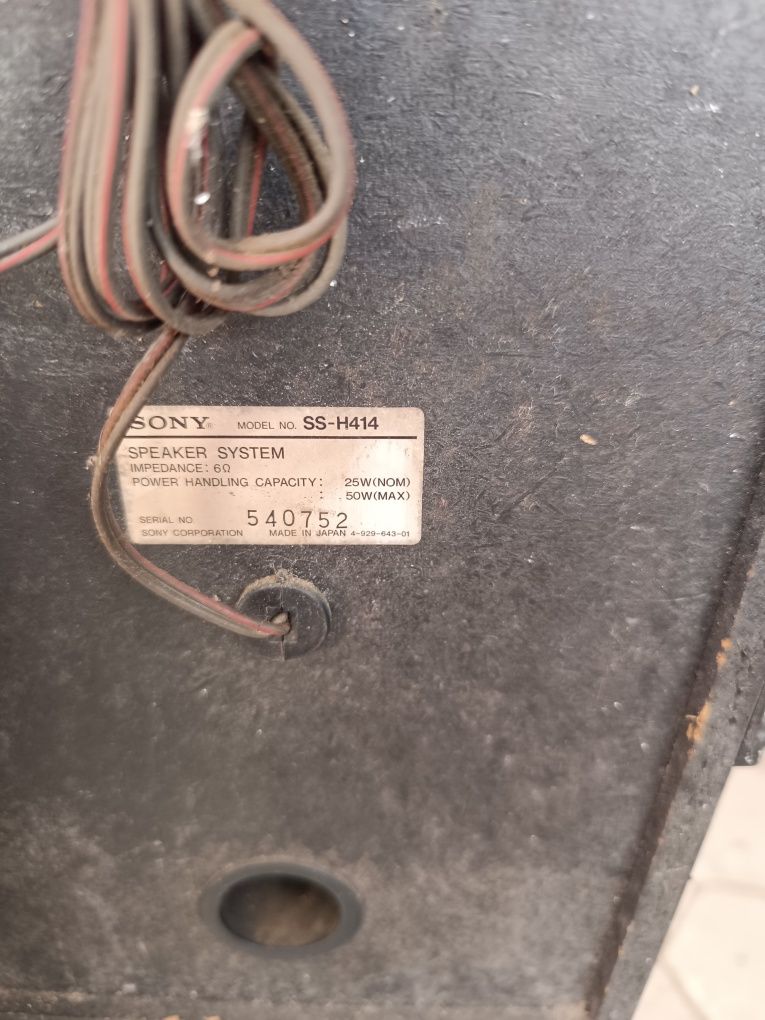 SONY® MODEL NO. SS-H414
SPEAKER SYSTEM
IMPEDANCE: 6Ω
POWER HANDLING CAPACITY: 25W(NOM)
: 50W(MAX)
SERIAL NO 540752
SONY CORPORATION MADE IN JAPAN 4-929-643-01